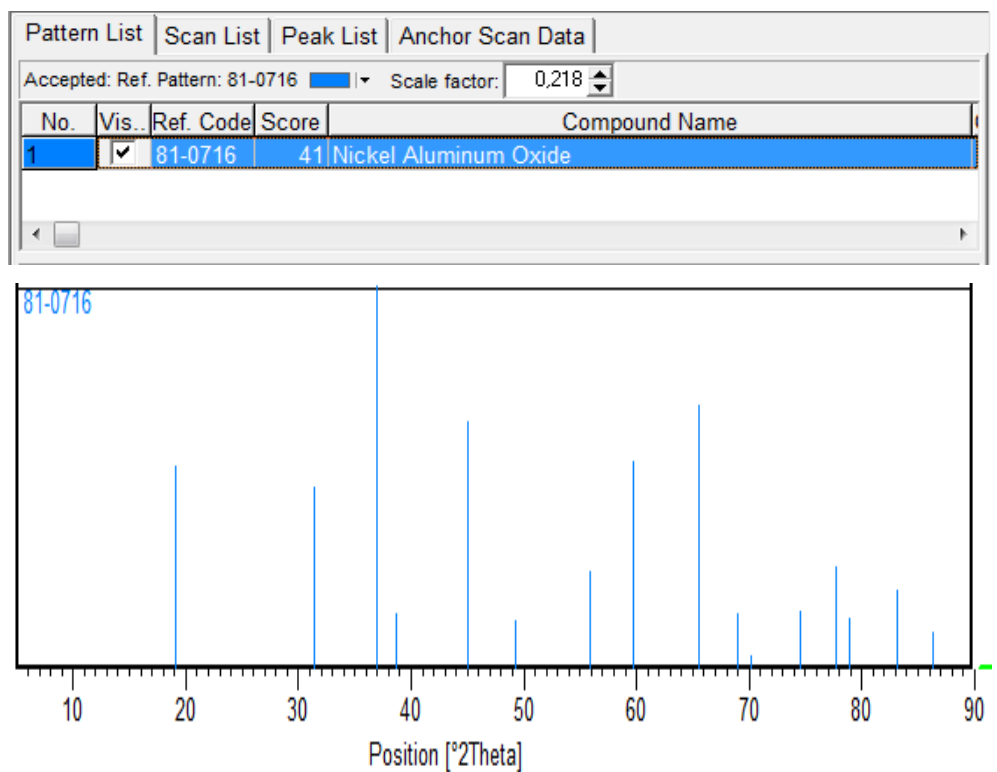 Pattern List Scan List Peak List Anchor Scan Data
Accepted: Ref. Pattern: 81-0716 Scale factor: 0,218
No. Vis.. Ref. Code Score Compound Name
1 81-0716 41 Nickel Aluminum Oxide
81-0716
10 20 30 40 50 60 70 80 90
Position [°2Theta]